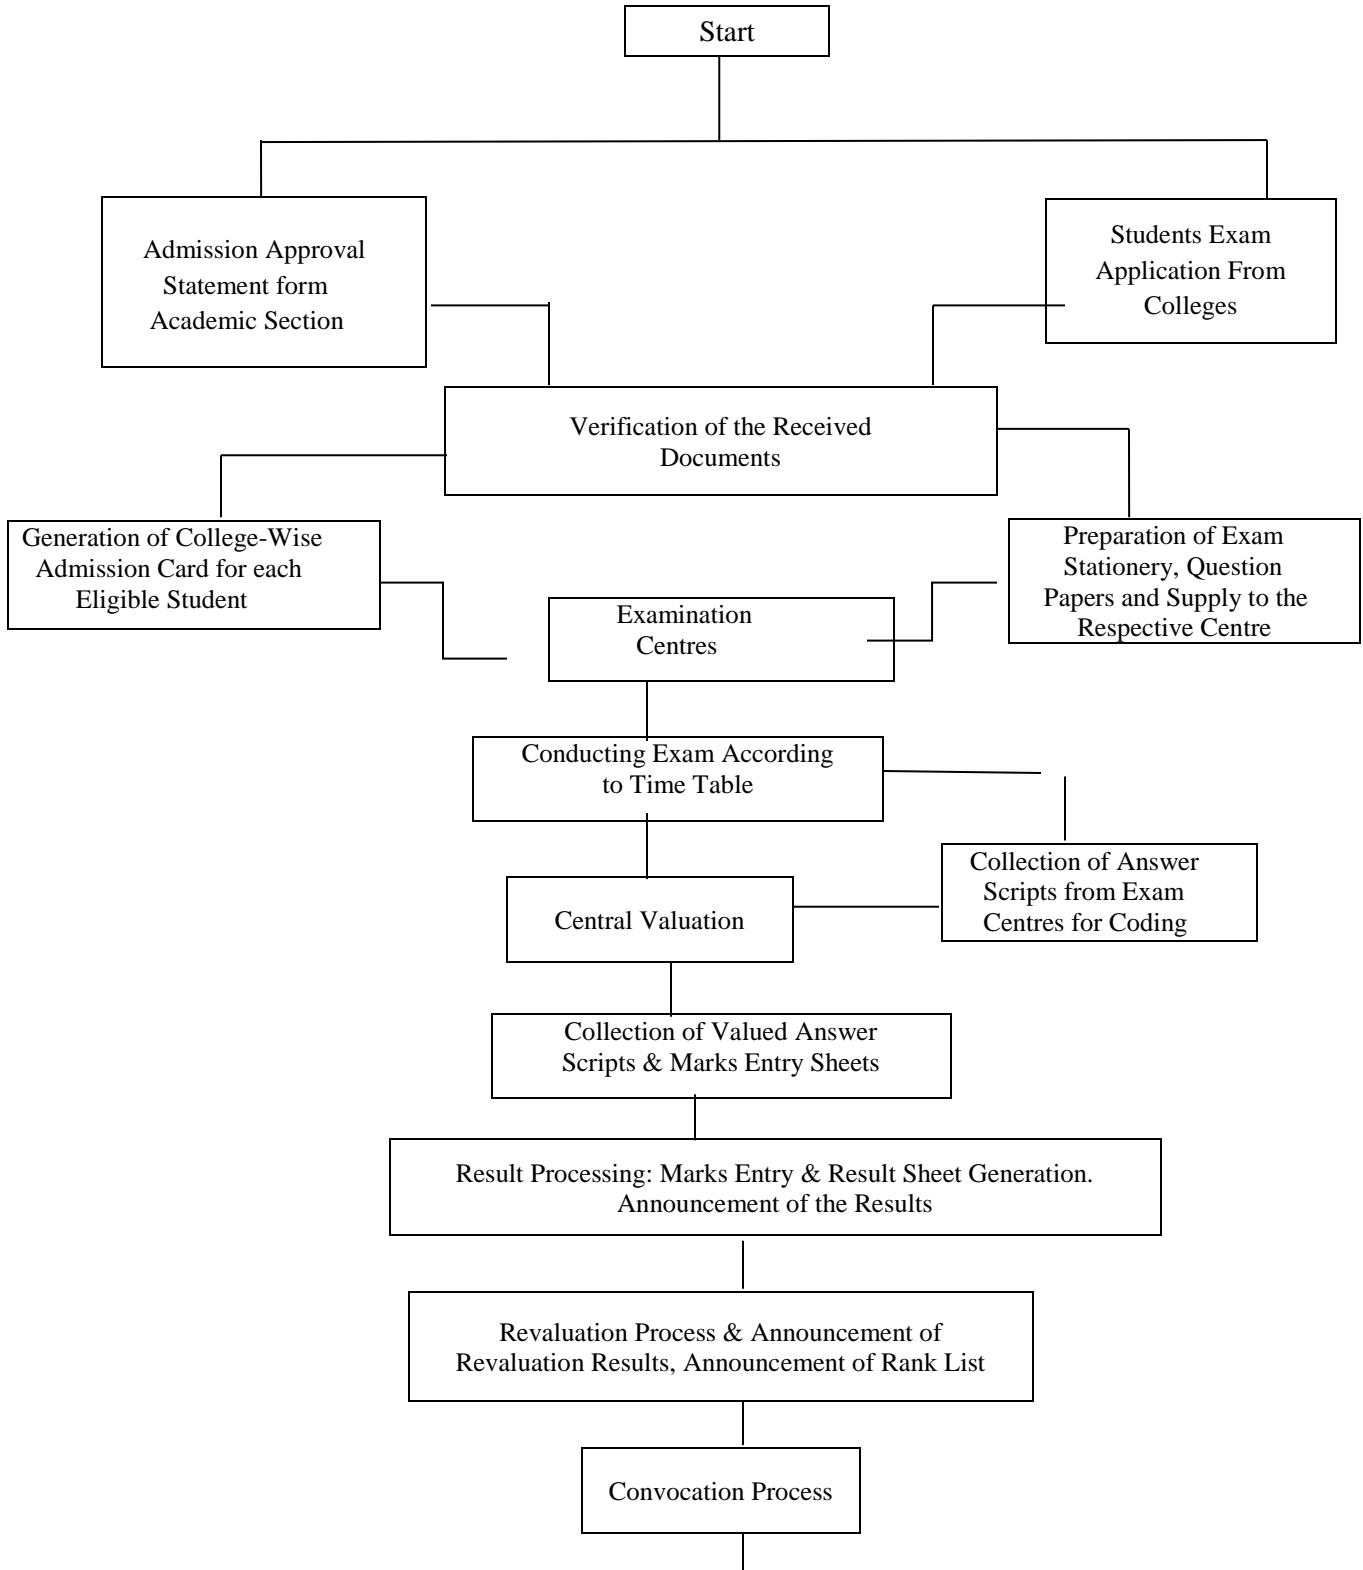 Start
Admission Approval
Statement form
Academic Section
Students Exam
Application From
Colleges
Verification of the Received
Documents
Generation of College-Wise
Admission Card for each
Eligible Student
Preparation of Exam
Stationery, Question
Papers and Supply to the
Respective Centre
Examination
Centres
Conducting Exam According
to Time Table
Collection of Answer
Scripts from Exam
Centres for Coding
Central Valuation
Collection of Valued Answer
Scripts & Marks Entry Sheets
Result Processing: Marks Entry & Result Sheet Generation.
Announcement of the Results
Revaluation Process & Announcement of
Revaluation Results, Announcement of Rank List
Convocation Process